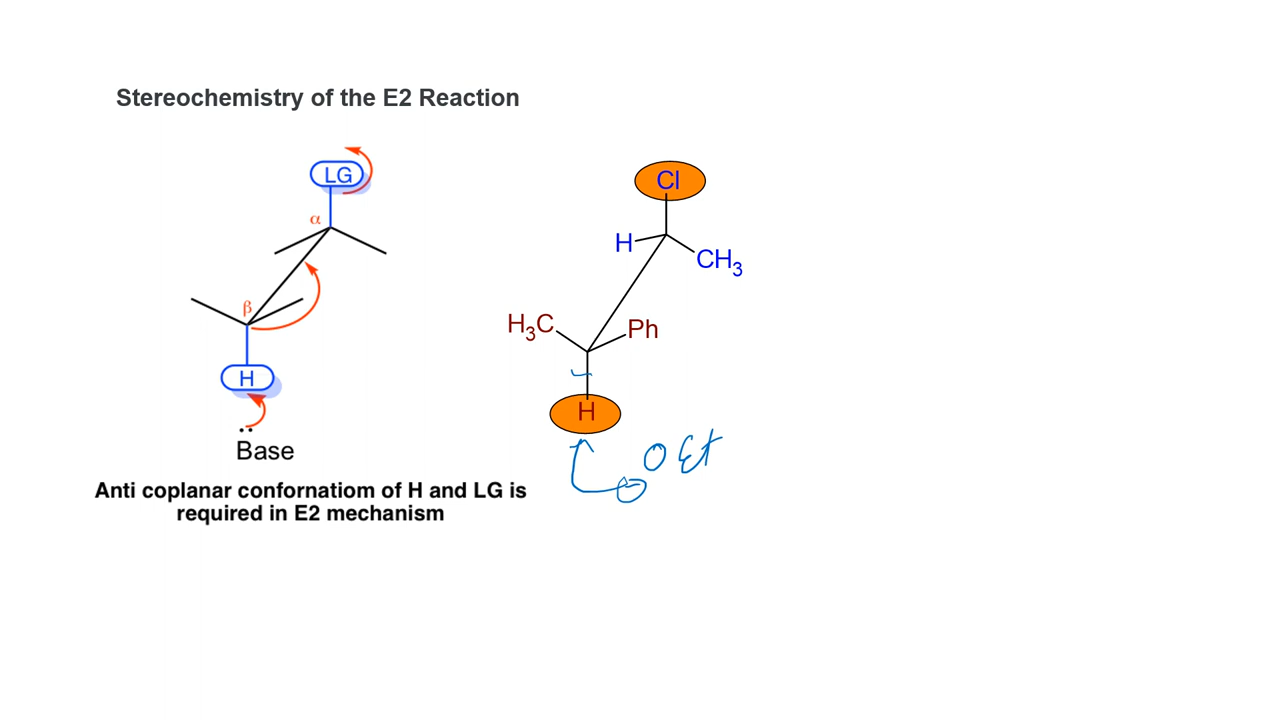 Stereochemistry of the E2 Reaction
LG
α
β
H
Base
Anti coplanar confornatiom of H and LG is
required in E2 mechanism
Cl
H
CH3
H3C
Ph
H
OEt